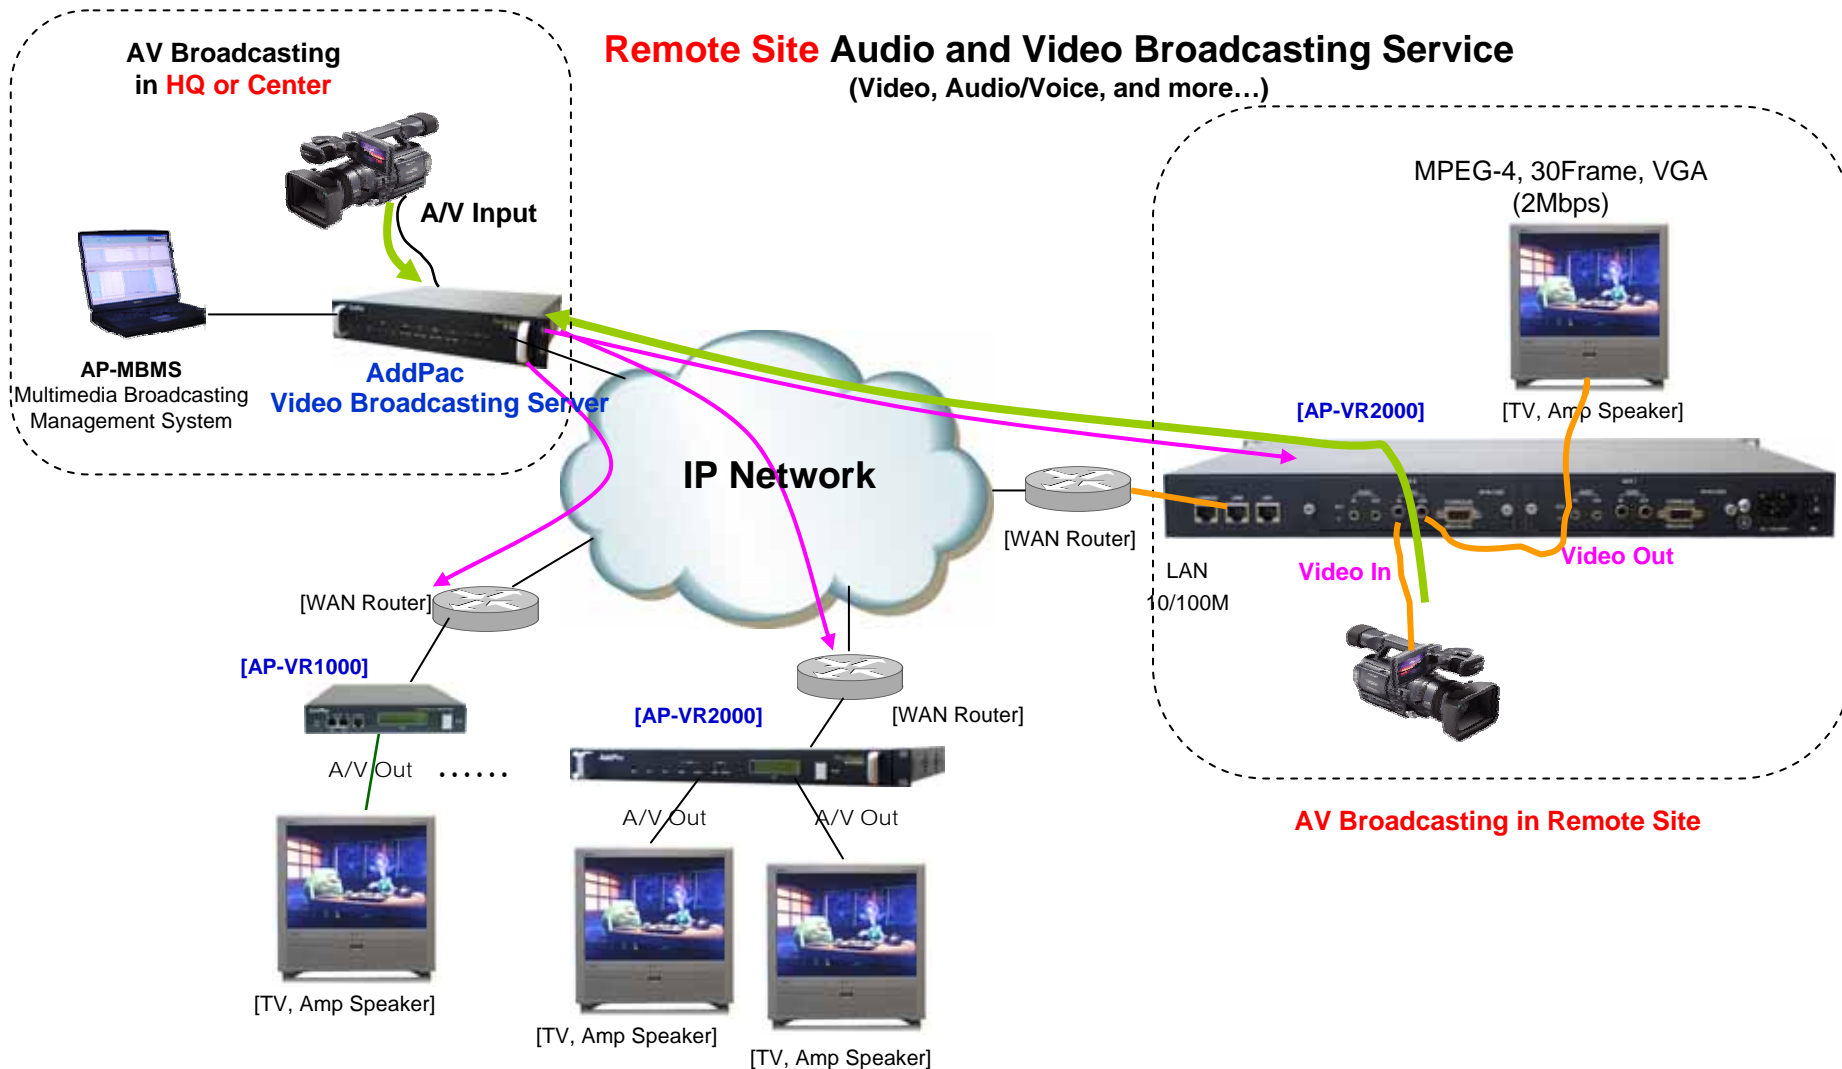 AV Broadcasting
in HQ or Center
Remote Site Audio and Video Broadcasting Service
(Video, Audio/Voice, and more…)
A/V Input
MPEG-4, 30Frame, VGA
(2Mbps)
AP-MBMS
Multimedia Broadcasting
Management System
AddPac
Video Broadcasting Server
[AP-VR2000]
[TV, Amp Speaker]
IP Network
[WAN Router]
Video In
Video Out
LAN
10/100M
[WAN Router]
[AP-VR1000]
A/V Out
......
[AP-VR2000]
[WAN Router]
AddPac
A/V Out
A/V Out
AV Broadcasting in Remote Site
[TV, Amp Speaker]
[TV, Amp Speaker]
[TV, Amp Speaker]